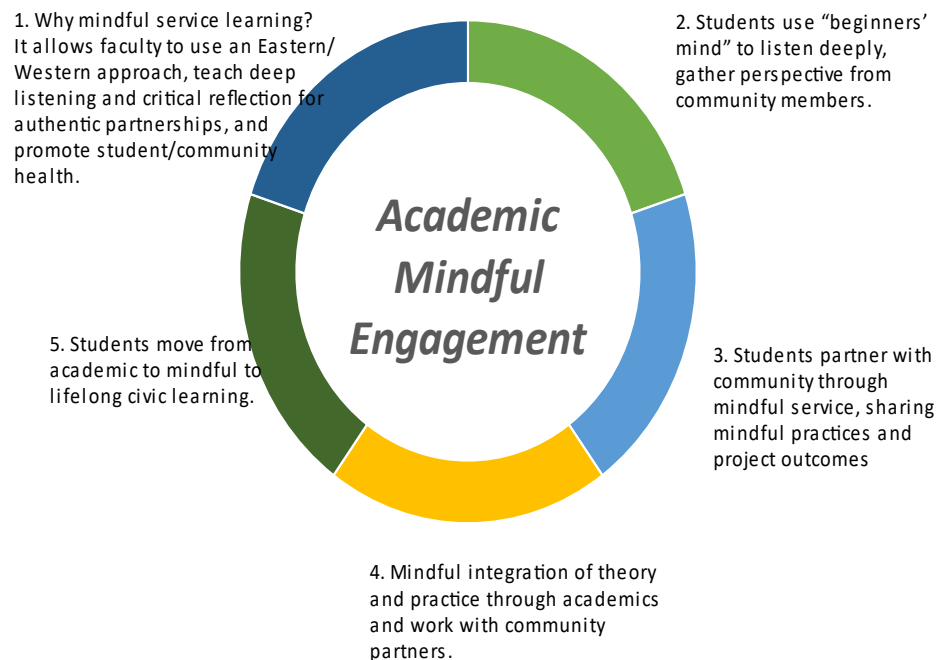 1. Why mindful service learning?
It allows faculty to use an Eastern/
Western approach, teach deep
listening and critical reflection for
authentic partnerships, and
promote student/community
health.
2. Students use “beginners’
mind” to listen deeply,
gather perspective from
community members.
Academic
Mindful
Engagement
3. Students partner with
community through
mindful service, sharing
mindful practices and
project outcomes
4. Mindful integration of theory
and practice through academics
and work with community
partners.
5. Students move from
academic to mindful to
lifelong civic learning.